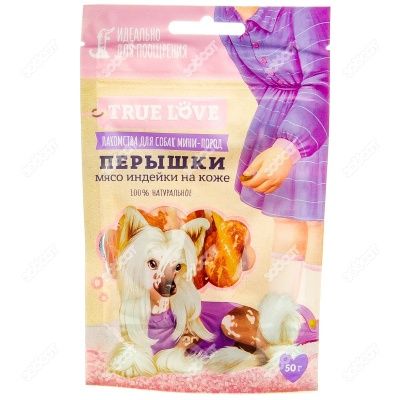 ИДЕАЛЬНО
ДЛЯ ПООЩРЕНИЯ
TRUE LOVE
ЛАКОМСТВА ДЛЯ СОБАК МИНИ-ПОРОД
ПЕРЫШКИ
МЯСО ИНДЕЙКИ НА КОЖЕ
100% НАТУРАЛЬНОЕ
50 г